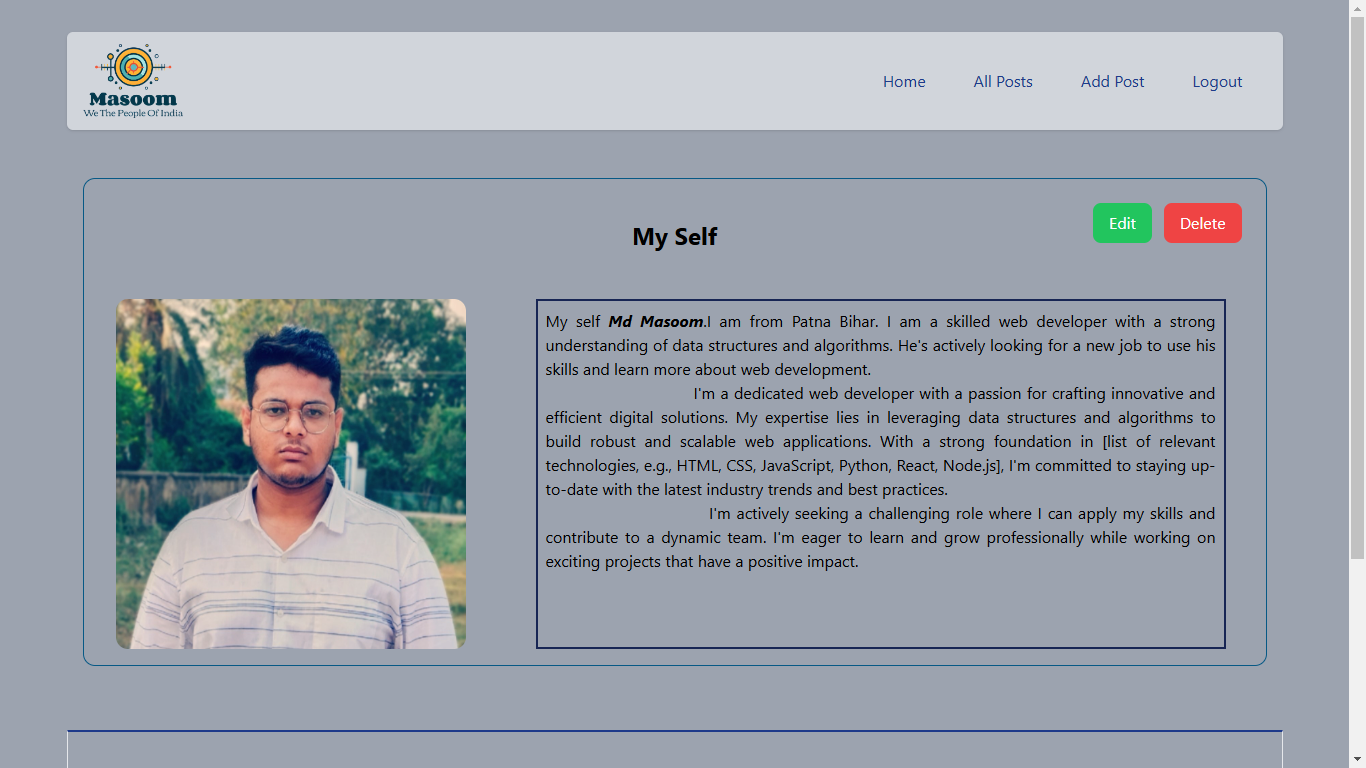 Masoom
We The People Of India
Home
All Posts
Add Post
Logout
My Self
Edit
Delete
My self Md Masoom.I am from Patna Bihar. I am a skilled web developer with a strong
understanding of data structures and algorithms. He's actively looking for a new job to use his
skills and learn more about web development.
I'm a dedicated web developer with a passion for crafting innovative and
efficient digital solutions. My expertise lies in leveraging data structures and algorithms to
build robust and scalable web applications. With a strong foundation in [list of relevant
technologies, e.g., HTML, CSS, JavaScript, Python, React, Node.js], I'm committed to staying up-
to-date with the latest industry trends and best practices.
I'm actively seeking a challenging role where I can apply my skills and
contribute to a dynamic team. I'm eager to learn and grow professionally while working on
exciting projects that have a positive impact.